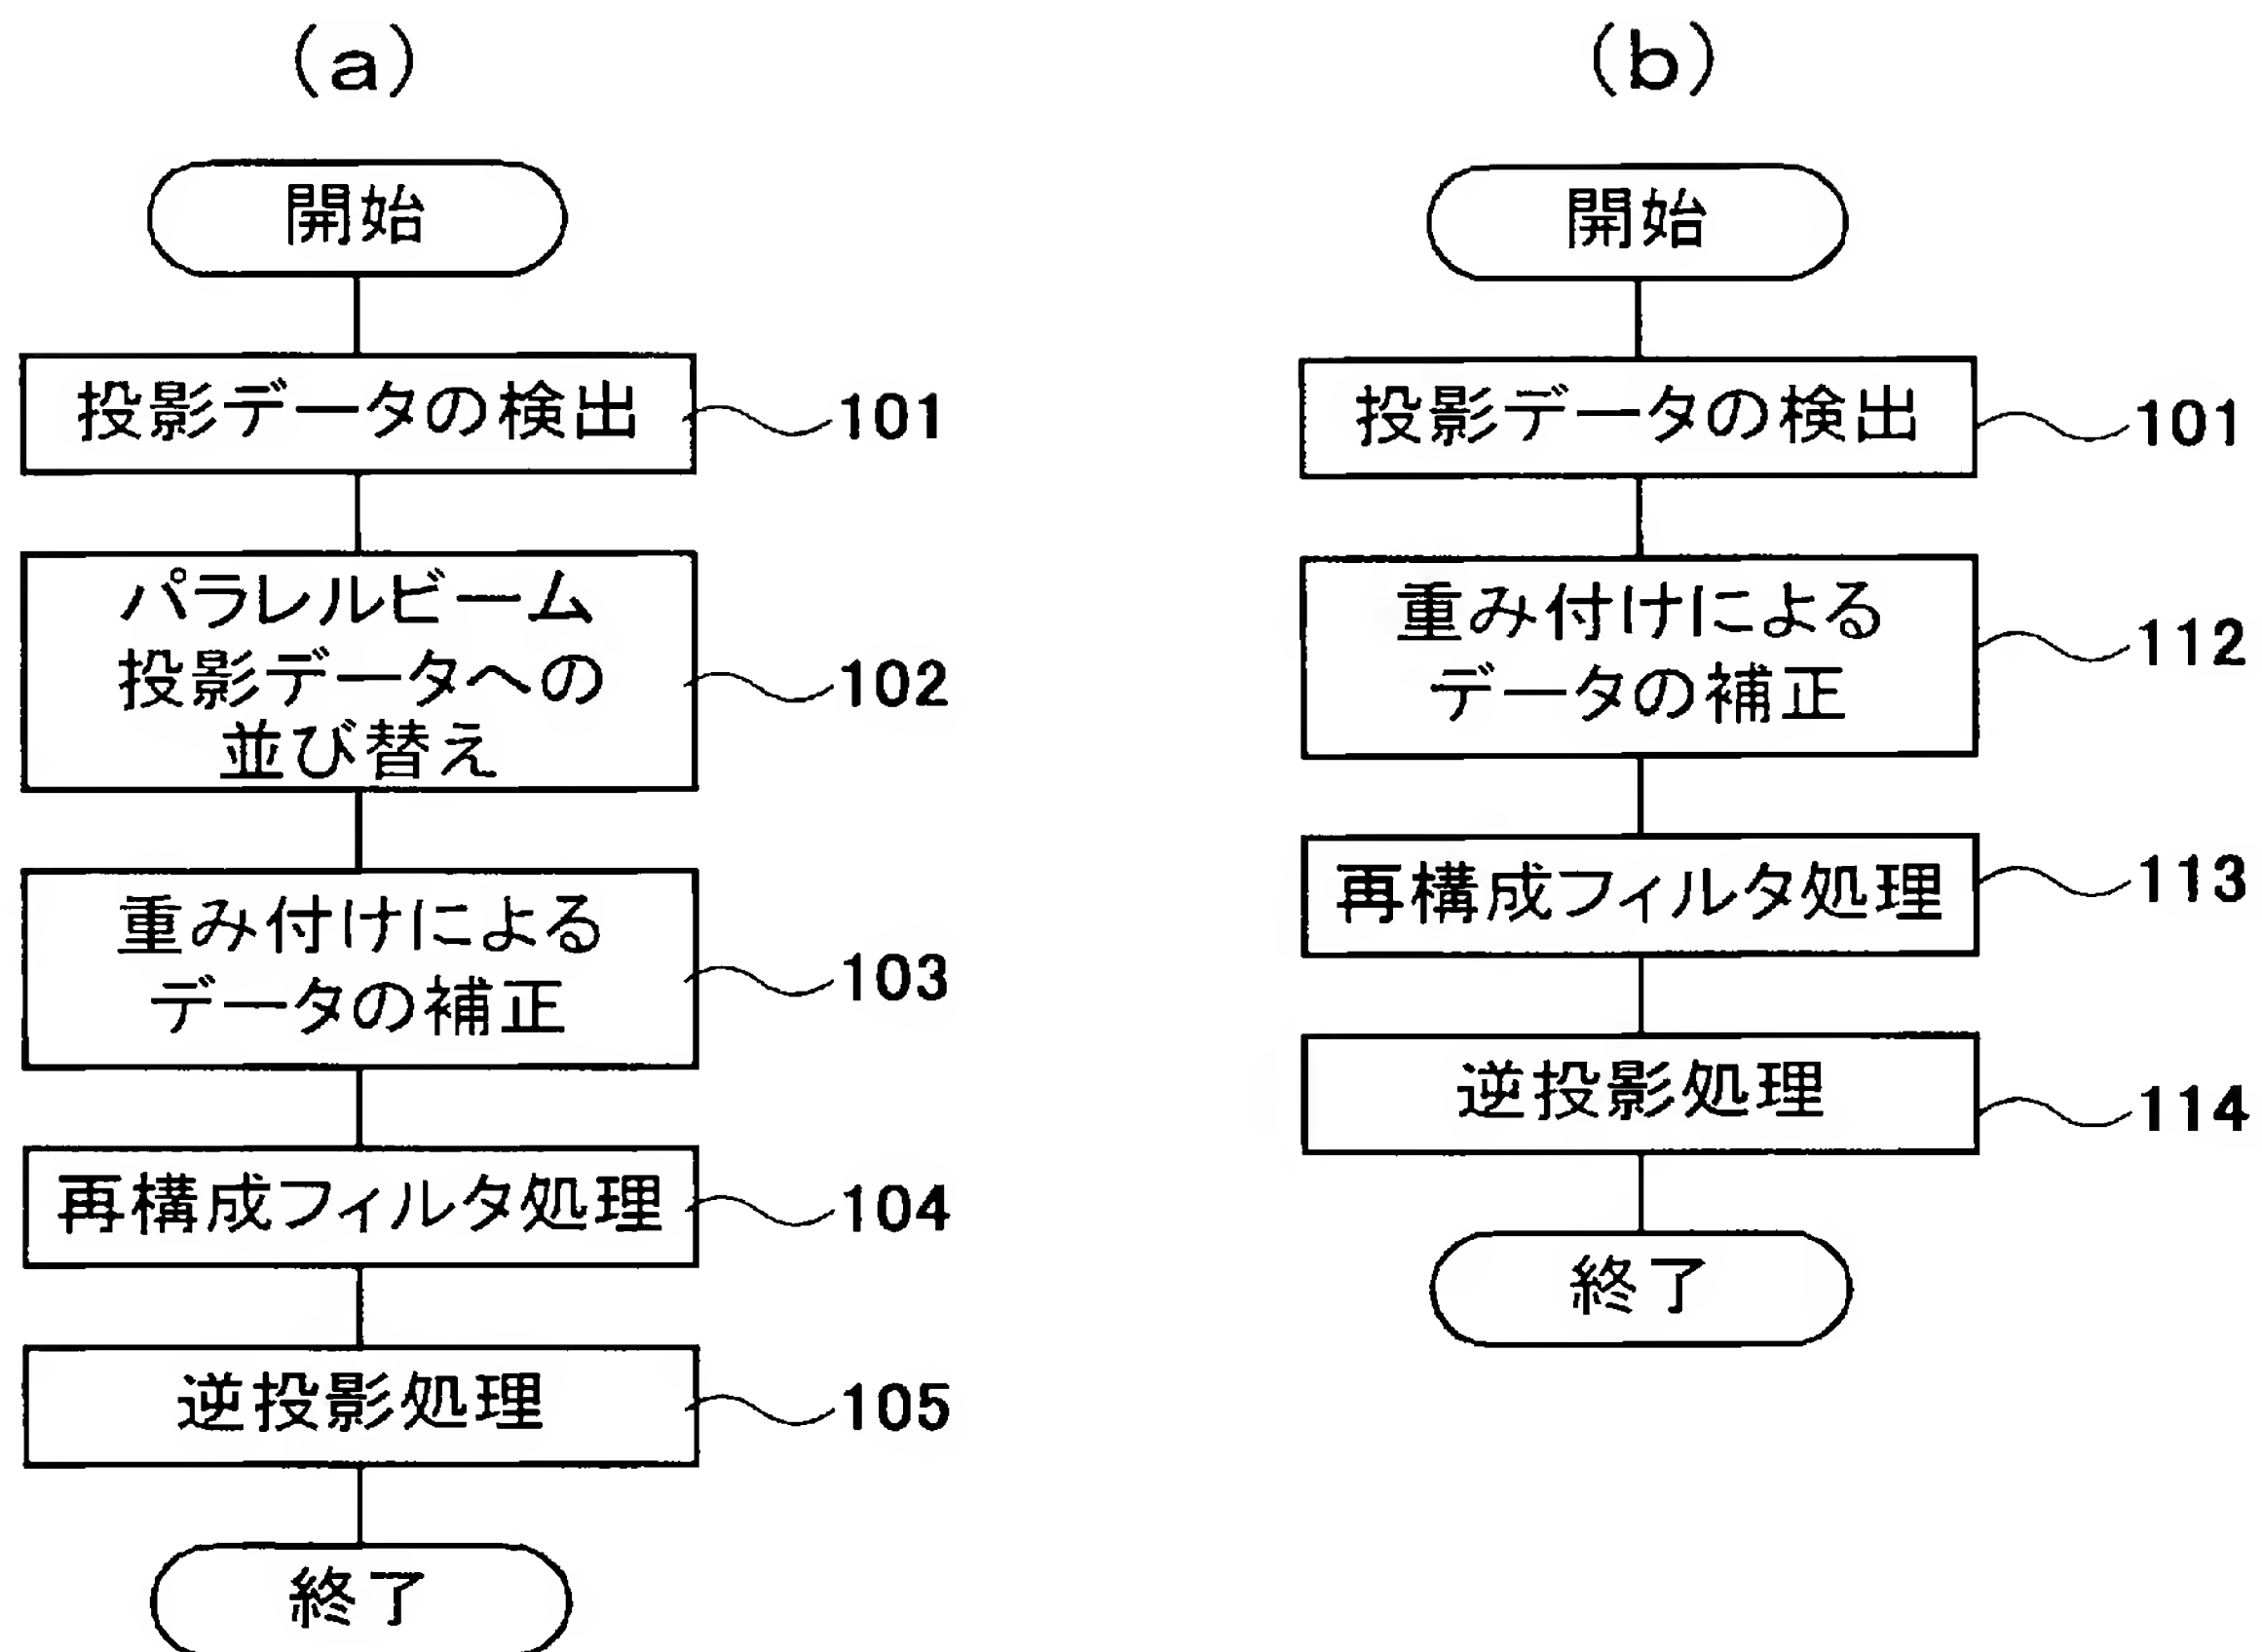 (a)
開始
投影データの検出
101
パラレルビーム
投影データへの
並び替え
102
重み付けによる
データの補正
103
再構成フィルタ処理
104
逆投影処理
105
終了
(b)
開始
投影データの検出
101
重み付けによる
データの補正
112
再構成フィルタ処理
113
逆投影処理
114
終了